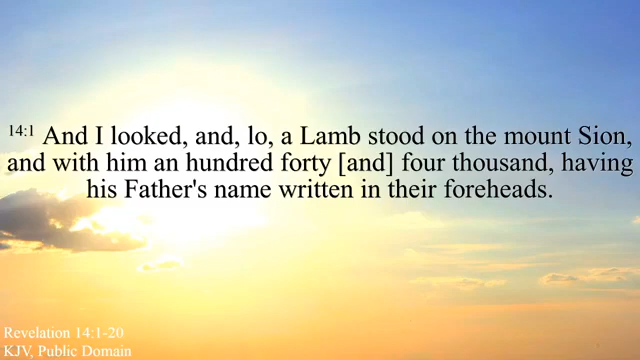 14:1 And I looked, and, lo, a Lamb stood on the mount Sion,
and with him an hundred forty [and] four thousand, having
his Father's name written in their foreheads.
Revelation 14:1-20
KJV, Public Domain